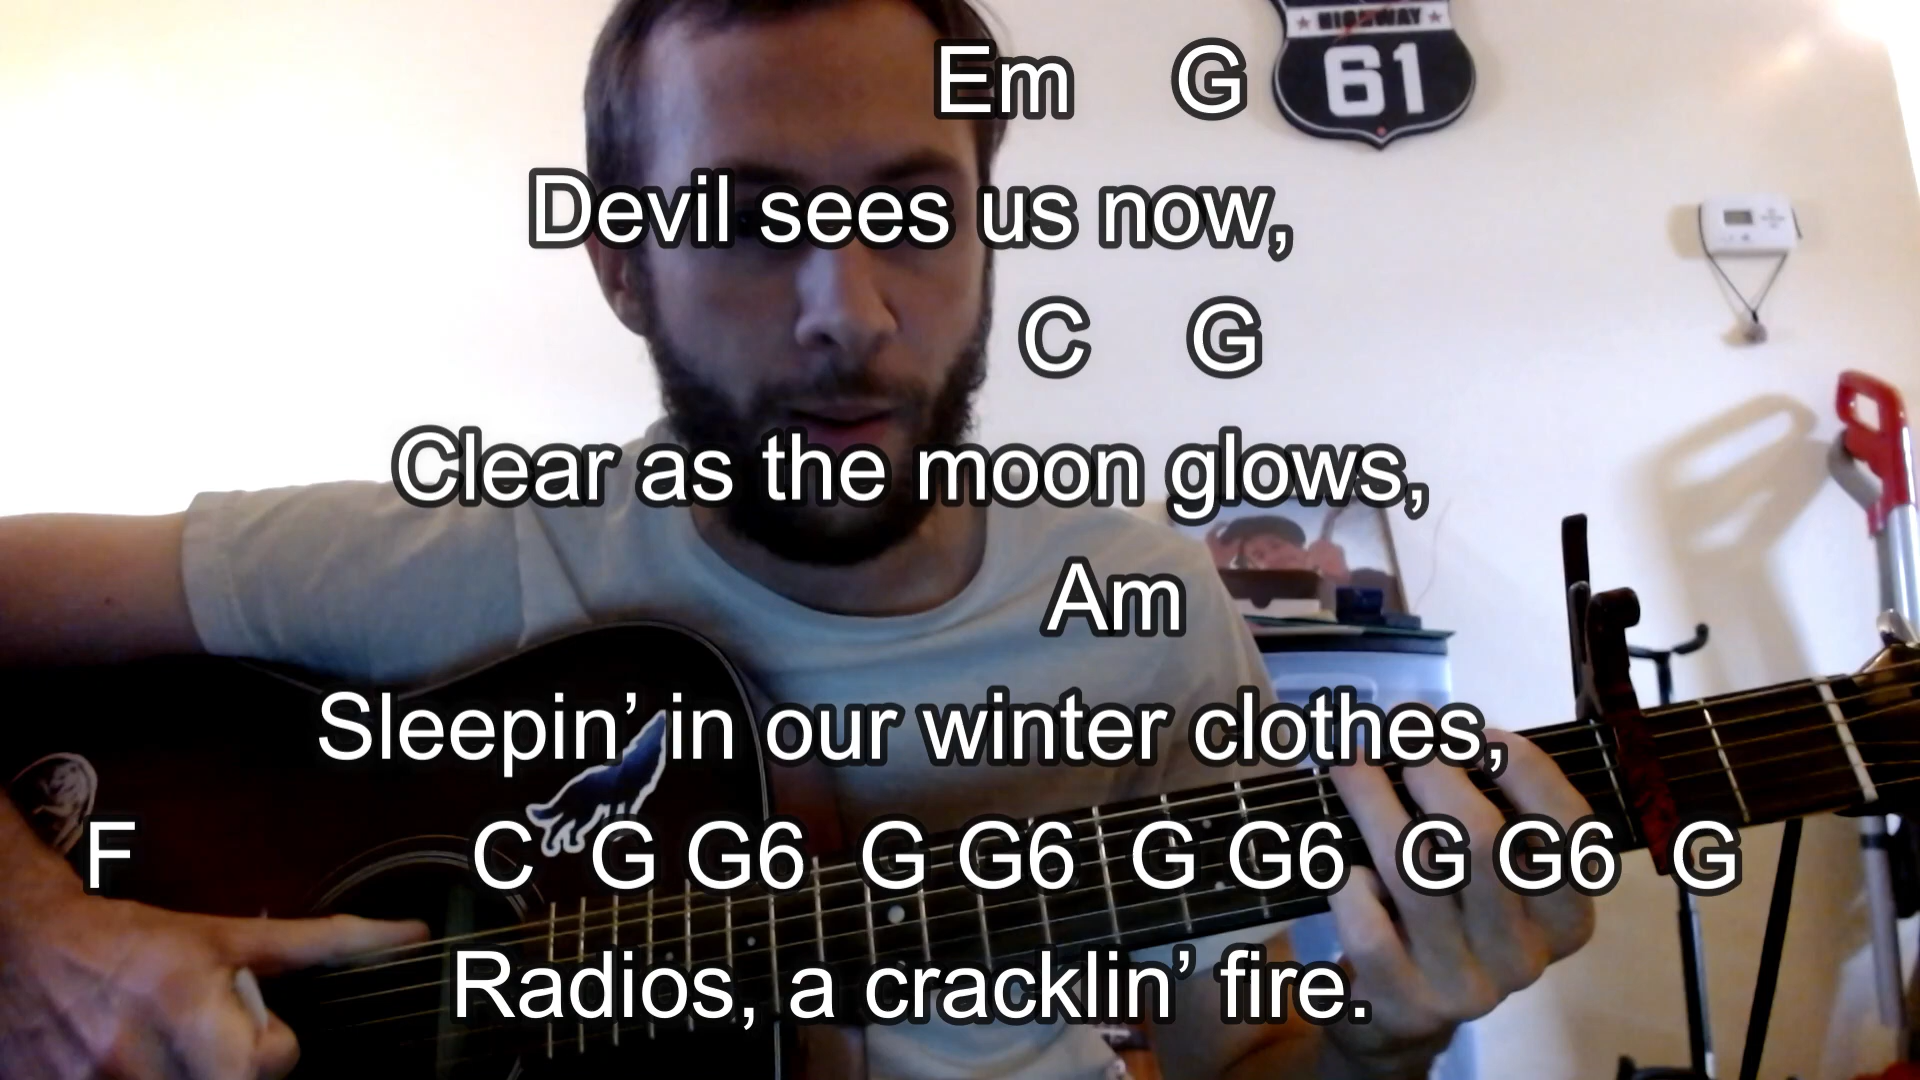 HIGHWAY
61
Em G
Devil sees us now,
C G
Clear as the moon glows,
Am
Sleepin’ in our winter clothes,
F C G G6 G G6 G G6 G G6 G
Radios, a cracklin’ fire.